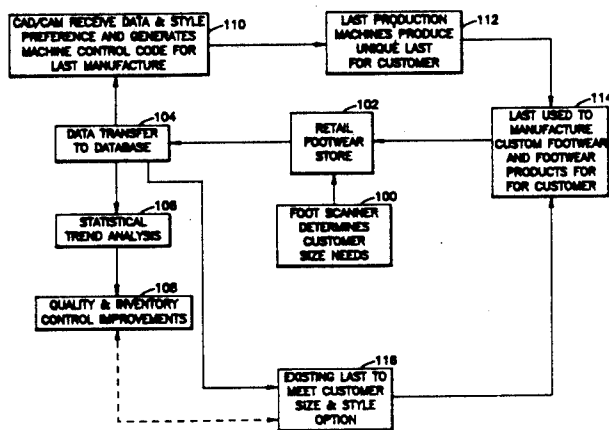 CAD/CAM RECEIVE DATA & STYLE
PREFERENCE AND GENERATES
MACHINE CONTROL CODE FOR
LAST MANUFACTURE
110
LAST PRODUCTION
MACHINES PRODUCE
UNIQUE LAST
FOR CUSTOMER
112
104
DATA TRANSFER
TO DATABASE
102
RETAIL
FOOTWEAR
STORE
114
LAST USED TO
MANUFACTURE
CUSTOM FOOTWEAR
AND FOOTWEAR
PRODUCTS FOR
FOR CUSTOMER
106
STATISTICAL
TREND ANALYSIS
100
FOOT SCANNER
DETERMINES
CUSTOMER
SIZE NEEDS
108
QUALITY & INVENTORY
CONTROL IMPROVEMENTS
116
EXISTING LAST TO
MEET CUSTOMER
SIZE & STYLE
OPTION